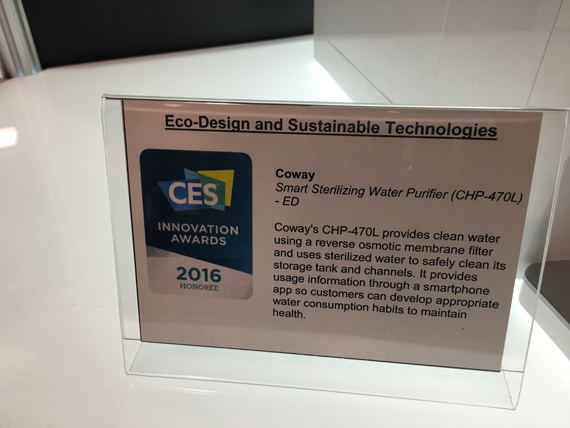 Eco-Design and Sustainable Technologies
CES
INNOVATION
AWARDS
2016
HONOREE
Coway
Smart Sterilizing Water Purifier (CHP-470L)
- ED
Coway's CHP-470L provides clean water
using a reverse osmotic membrane filter
and uses sterilized water to safely clean its
storage tank and channels. It provides
usage information through a smartphone
app so customers can develop appropriate
water consumption habits to maintain
health.